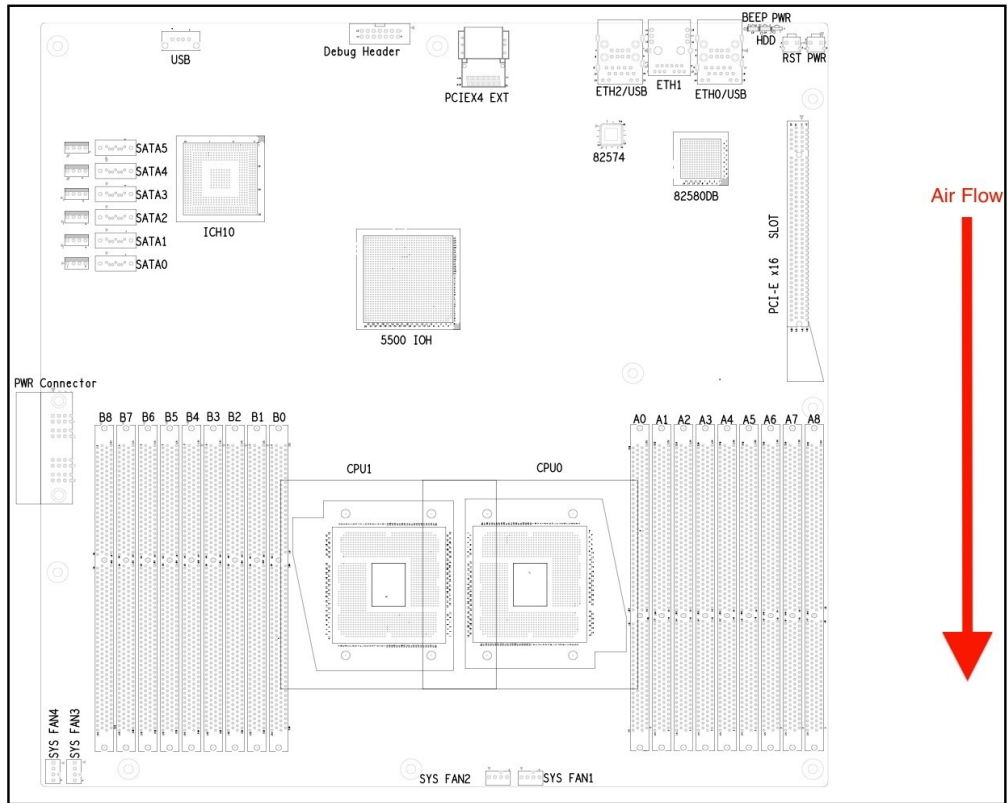 BEEP PWR
HDD
USB
Debug Header
PCIEX4 EXT
ETH2/USB
ETH1
ETH0/USB
RST PWR
SATA5
SATA4
SATA3
SATA2
SATA1
SATA0
ICH10
82574
82580DB
5500 IOH
PCI-E x16 SLOT
Air Flow
PWR Connector
B8 B7 B6 B5 B4 B3 B2 B1 B0
A0 A1 A2 A3 A4 A5 A6 A7 A8
CPU1
CPU0
SYS FAN4
SYS FAN3
SYS FAN2
SYS FAN1